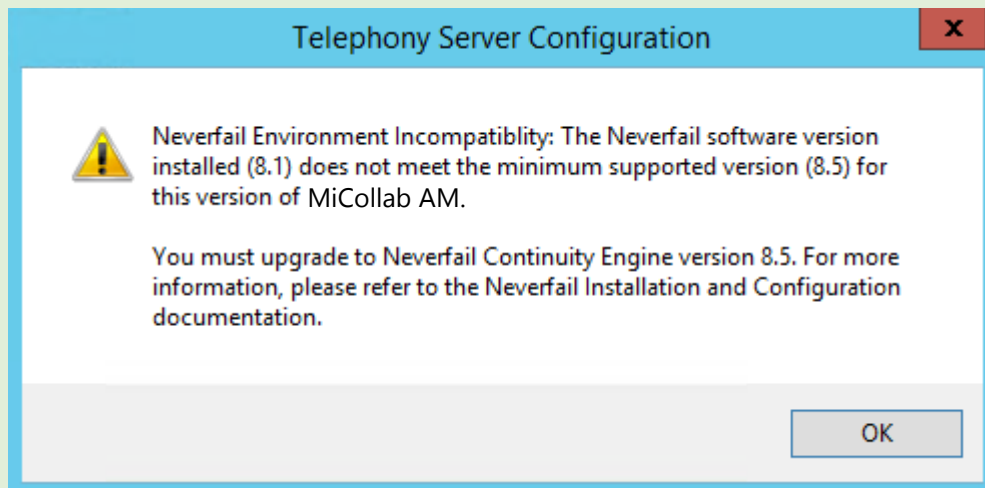 Telephony Server Configuration
x
Neverfail Environment Incompatiblity: The Neverfail software version
installed (8.1) does not meet the minimum supported version (8.5) for
this version of MiCollab AM.
You must upgrade to Neverfail Continuity Engine version 8.5. For more
information, please refer to the Neverfail Installation and Configuration
documentation.
OK